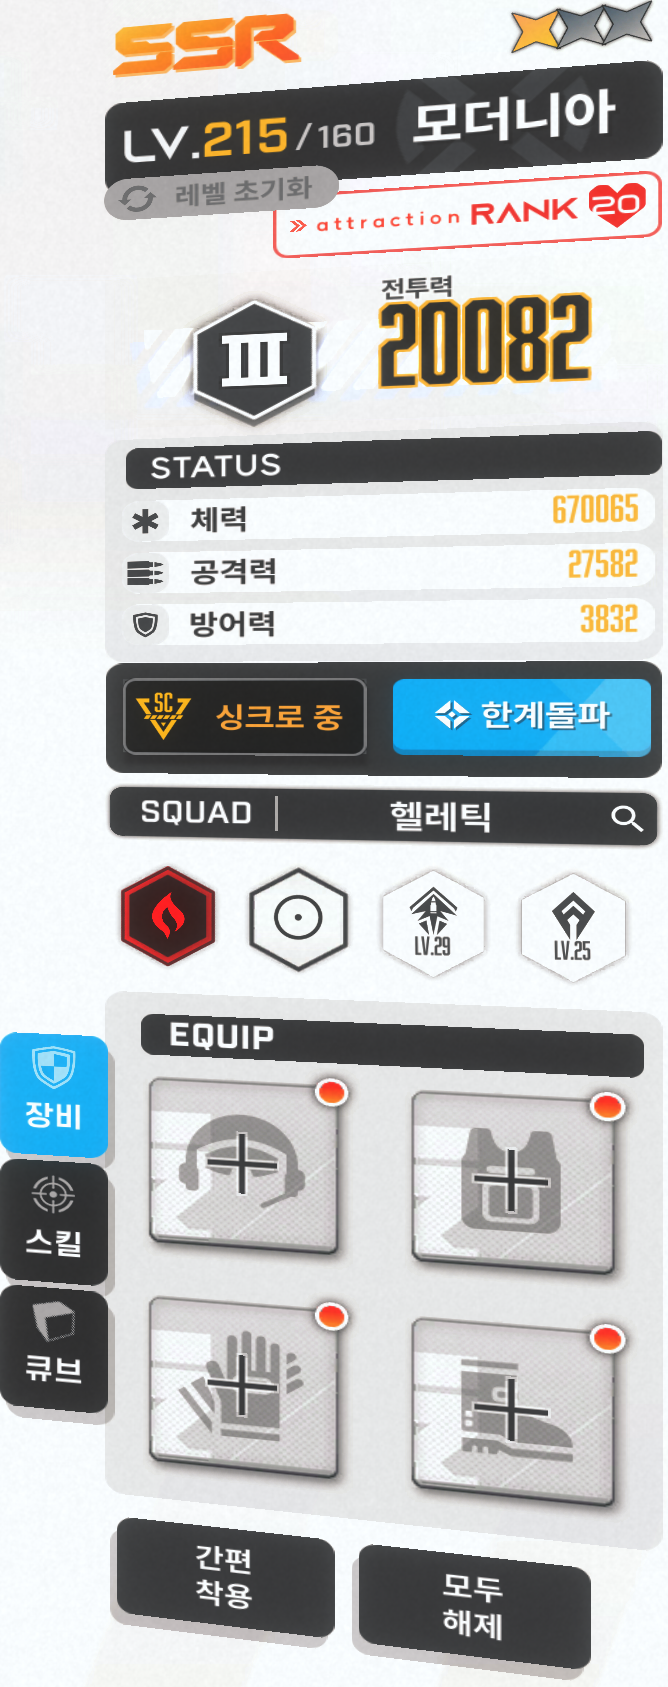 SSR
LV.215/160 모더니아
레벨 초기화
» attraction RANK 20
전투력
III 20082
STATUS
체력 670065
공격력 27582
방어력 3832
SC 싱크로 중 한계돌파
SQUAD | 헬레틱
LV.29 LV.25
EQUIP
장비
스킬
큐브
간편
착용
모두
해제